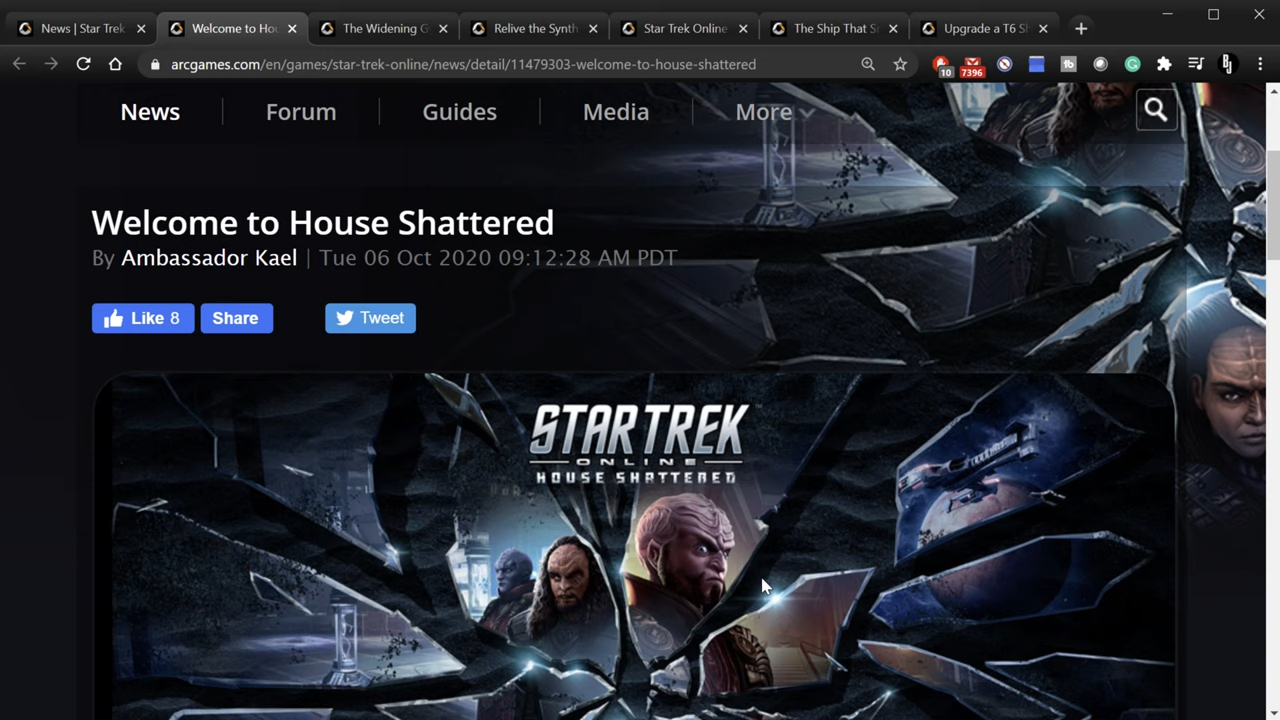 News | Star Trek
Welcome to Hou
The Widening G
Relive the Synth
Star Trek Online
The Ship That S
Upgrade a T6 Sh
arcgames.com/en/games/star-trek-online/news/detail/11479303-welcome-to-house-shattered
10
7396
fb
BJ
News
Forum
Guides
Media
More
Welcome to House Shattered
By Ambassador Kael | Tue 06 Oct 2020 09:12:28 AM PDT
Like 8
Share
Tweet
STAR TREK
ONLINE
HOUSE SHATTERED